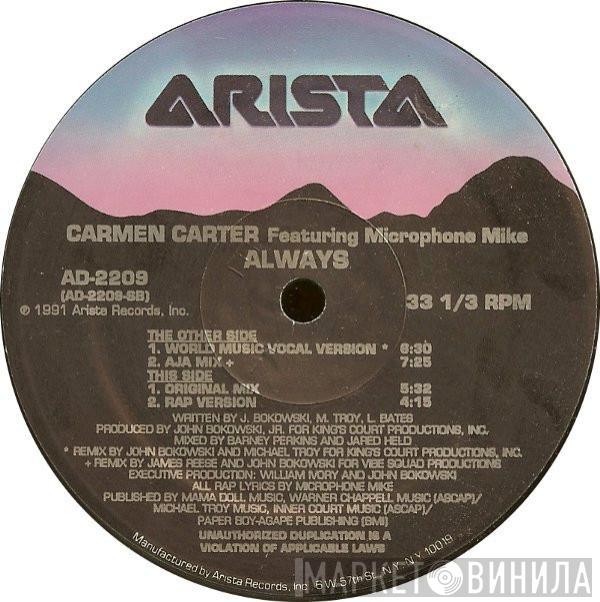 ARISTA
CARMEN CARTER Featuring Microphone Mike
ALWAYS
AD-2209
(AD-2209-SB)
℗ 1991 Arista Records, Inc.
33 1/3 RPM
THE OTHER SIDE
1. WORLD MUSIC VOCAL VERSION * 6:30
2. AJA MIX + 7:25
THIS SIDE
1. ORIGINAL MIX 5:32
2. RAP VERSION 4:15
WRITTEN BY J. BOKOWSKI, M. TROY, L. BATES
PRODUCED BY JOHN BOKOWSKI, JR. FOR KING'S COURT PRODUCTIONS, INC.
MIXED BY BARNEY PERKINS AND JARED HELD
* REMIX BY JOHN BOKOWSKI AND MICHAEL TROY FOR KING'S COURT PRODUCTIONS, INC.
+ REMIX BY JAMES REESE AND JOHN BOKOWSKI FOR VIBE SQUAD PRODUCTIONS
EXECUTIVE PRODUCTION: WILLIAM IVORY AND JOHN BOKOWSKI
ALL RAP LYRICS BY MICROPHONE MIKE
PUBLISHED BY MAMA DOLL MUSIC, WARNER CHAPPELL MUSIC (ASCAP)/
MICHAEL TROY MUSIC, INNER COURT MUSIC (ASCAP)/
PAPER BOY-AGAPE PUBLISHING (BMI)
UNAUTHORIZED DUPLICATION IS A
VIOLATION OF APPLICABLE LAWS
Manufactured by Arista Records, Inc. 6 W. 57th St., N.Y., N.Y. 10019
МАРКЕТ ВИНИЛА